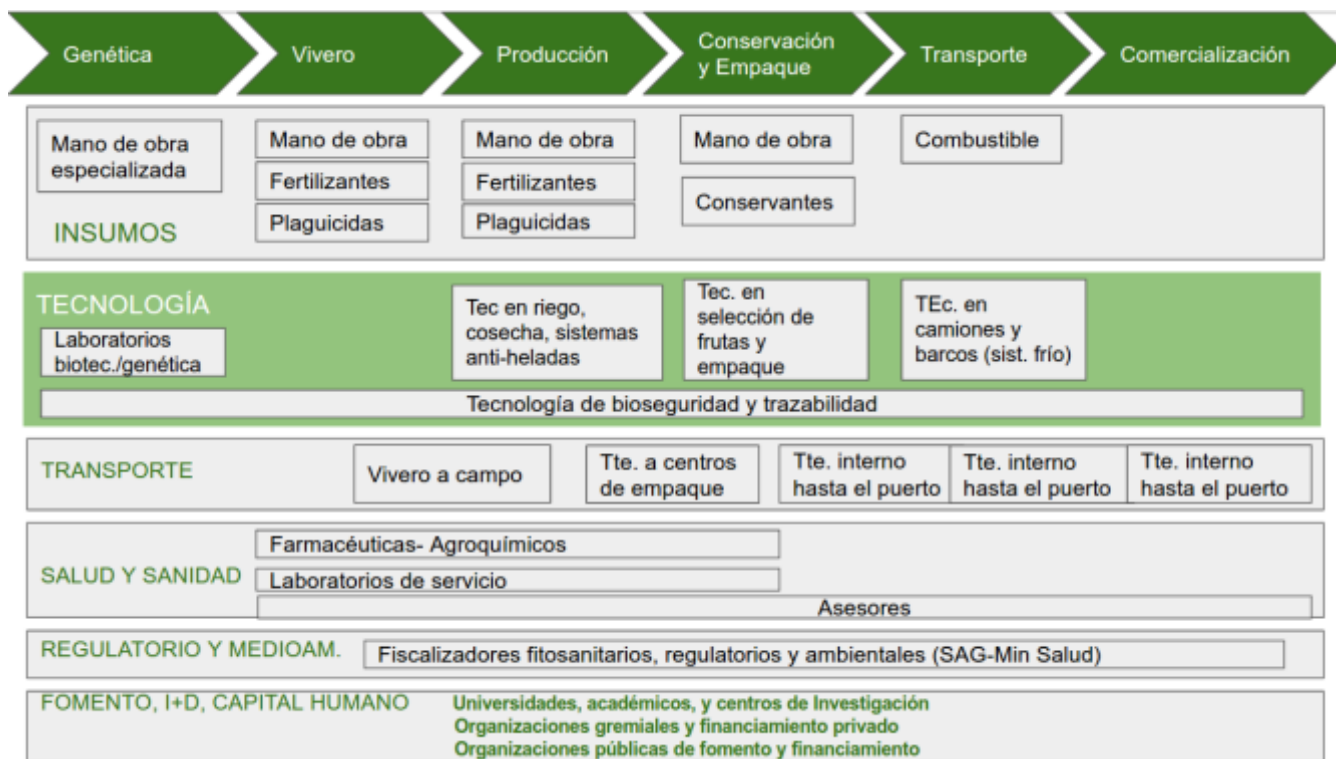 Genética
Vivero
Producción
Conservación
y Empaque
Transporte
Comercialización
Mano de obra
especializada
Mano de obra
Fertilizantes
Plaguicidas
Mano de obra
Fertilizantes
Plaguicidas
Mano de obra
Conservantes
Combustible
INSUMOS
TECNOLOGÍA
Laboratorios
biotec./genética
Tec en riego,
cosecha, sistemas
anti-heladas
Tec. en
selección de
frutas y
empaque
TEc. en
camiones y
barcos (sist. frío)
Tecnología de bioseguridad y trazabilidad
TRANSPORTE
Vivero a campo
Tte. a centros
de empaque
Tte. interno
hasta el puerto
Tte. interno
hasta el puerto
Tte. interno
hasta el puerto
SALUD Y SANIDAD
Farmacéuticas- Agroquímicos
Laboratorios de servicio
Asesores
REGULATORIO Y MEDIOAM.
Fiscalizadores fitosanitarios, regulatorios y ambientales (SAG-Min Salud)
FOMENTO, I+D, CAPITAL HUMANO
Universidades, académicos, y centros de Investigación
Organizaciones gremiales y financiamiento privado
Organizaciones públicas de fomento y financiamiento